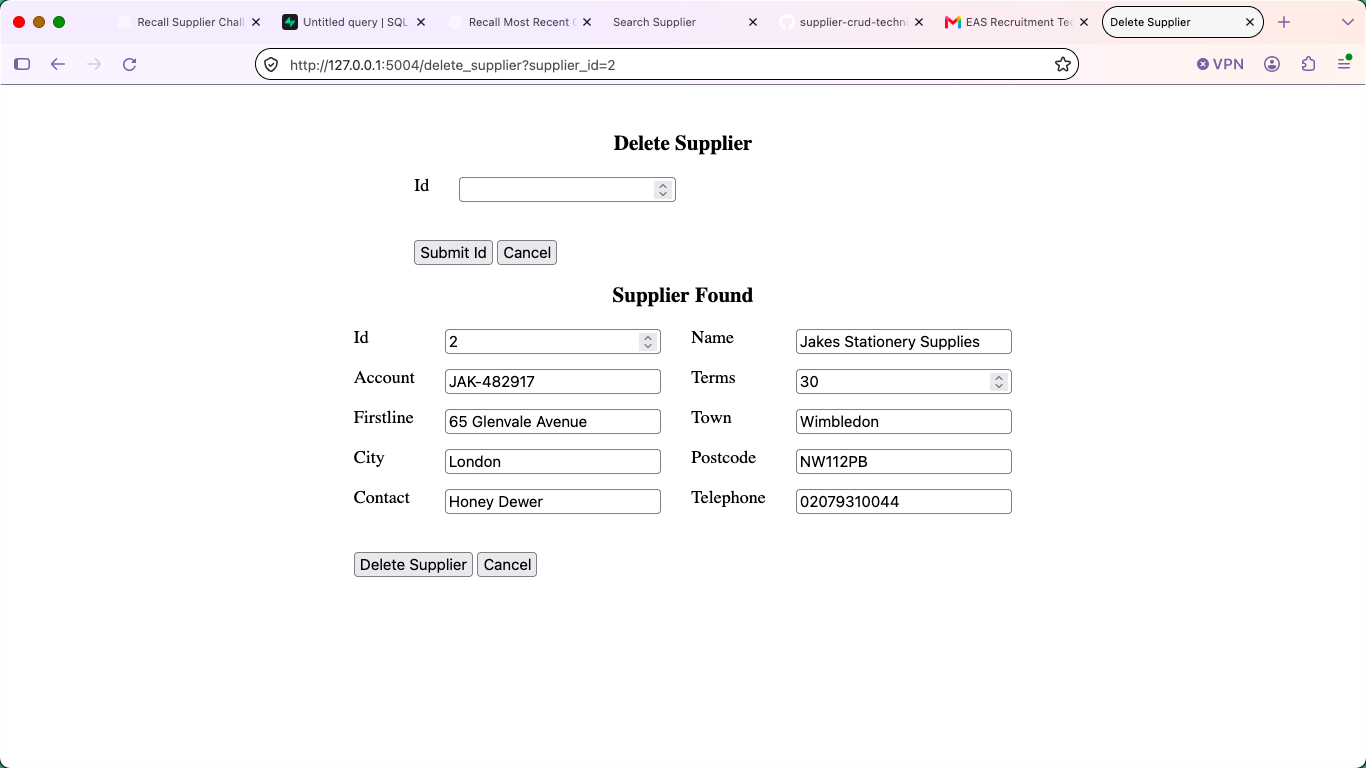 Recall Supplier Chall
Untitled query | SQL
Recall Most Recent
Search Supplier
supplier-crud-techni
EAS Recruitment Tec
Delete Supplier
http://127.0.0.1:5004/delete_supplier?supplier_id=2
VPN
Delete Supplier
Id
Submit Id Cancel
Supplier Found
Id 2 Name Jakes Stationery Supplies
Account JAK-482917 Terms 30
Firstline 65 Glenvale Avenue Town Wimbledon
City London Postcode NW112PB
Contact Honey Dewer Telephone 02079310044
Delete Supplier Cancel